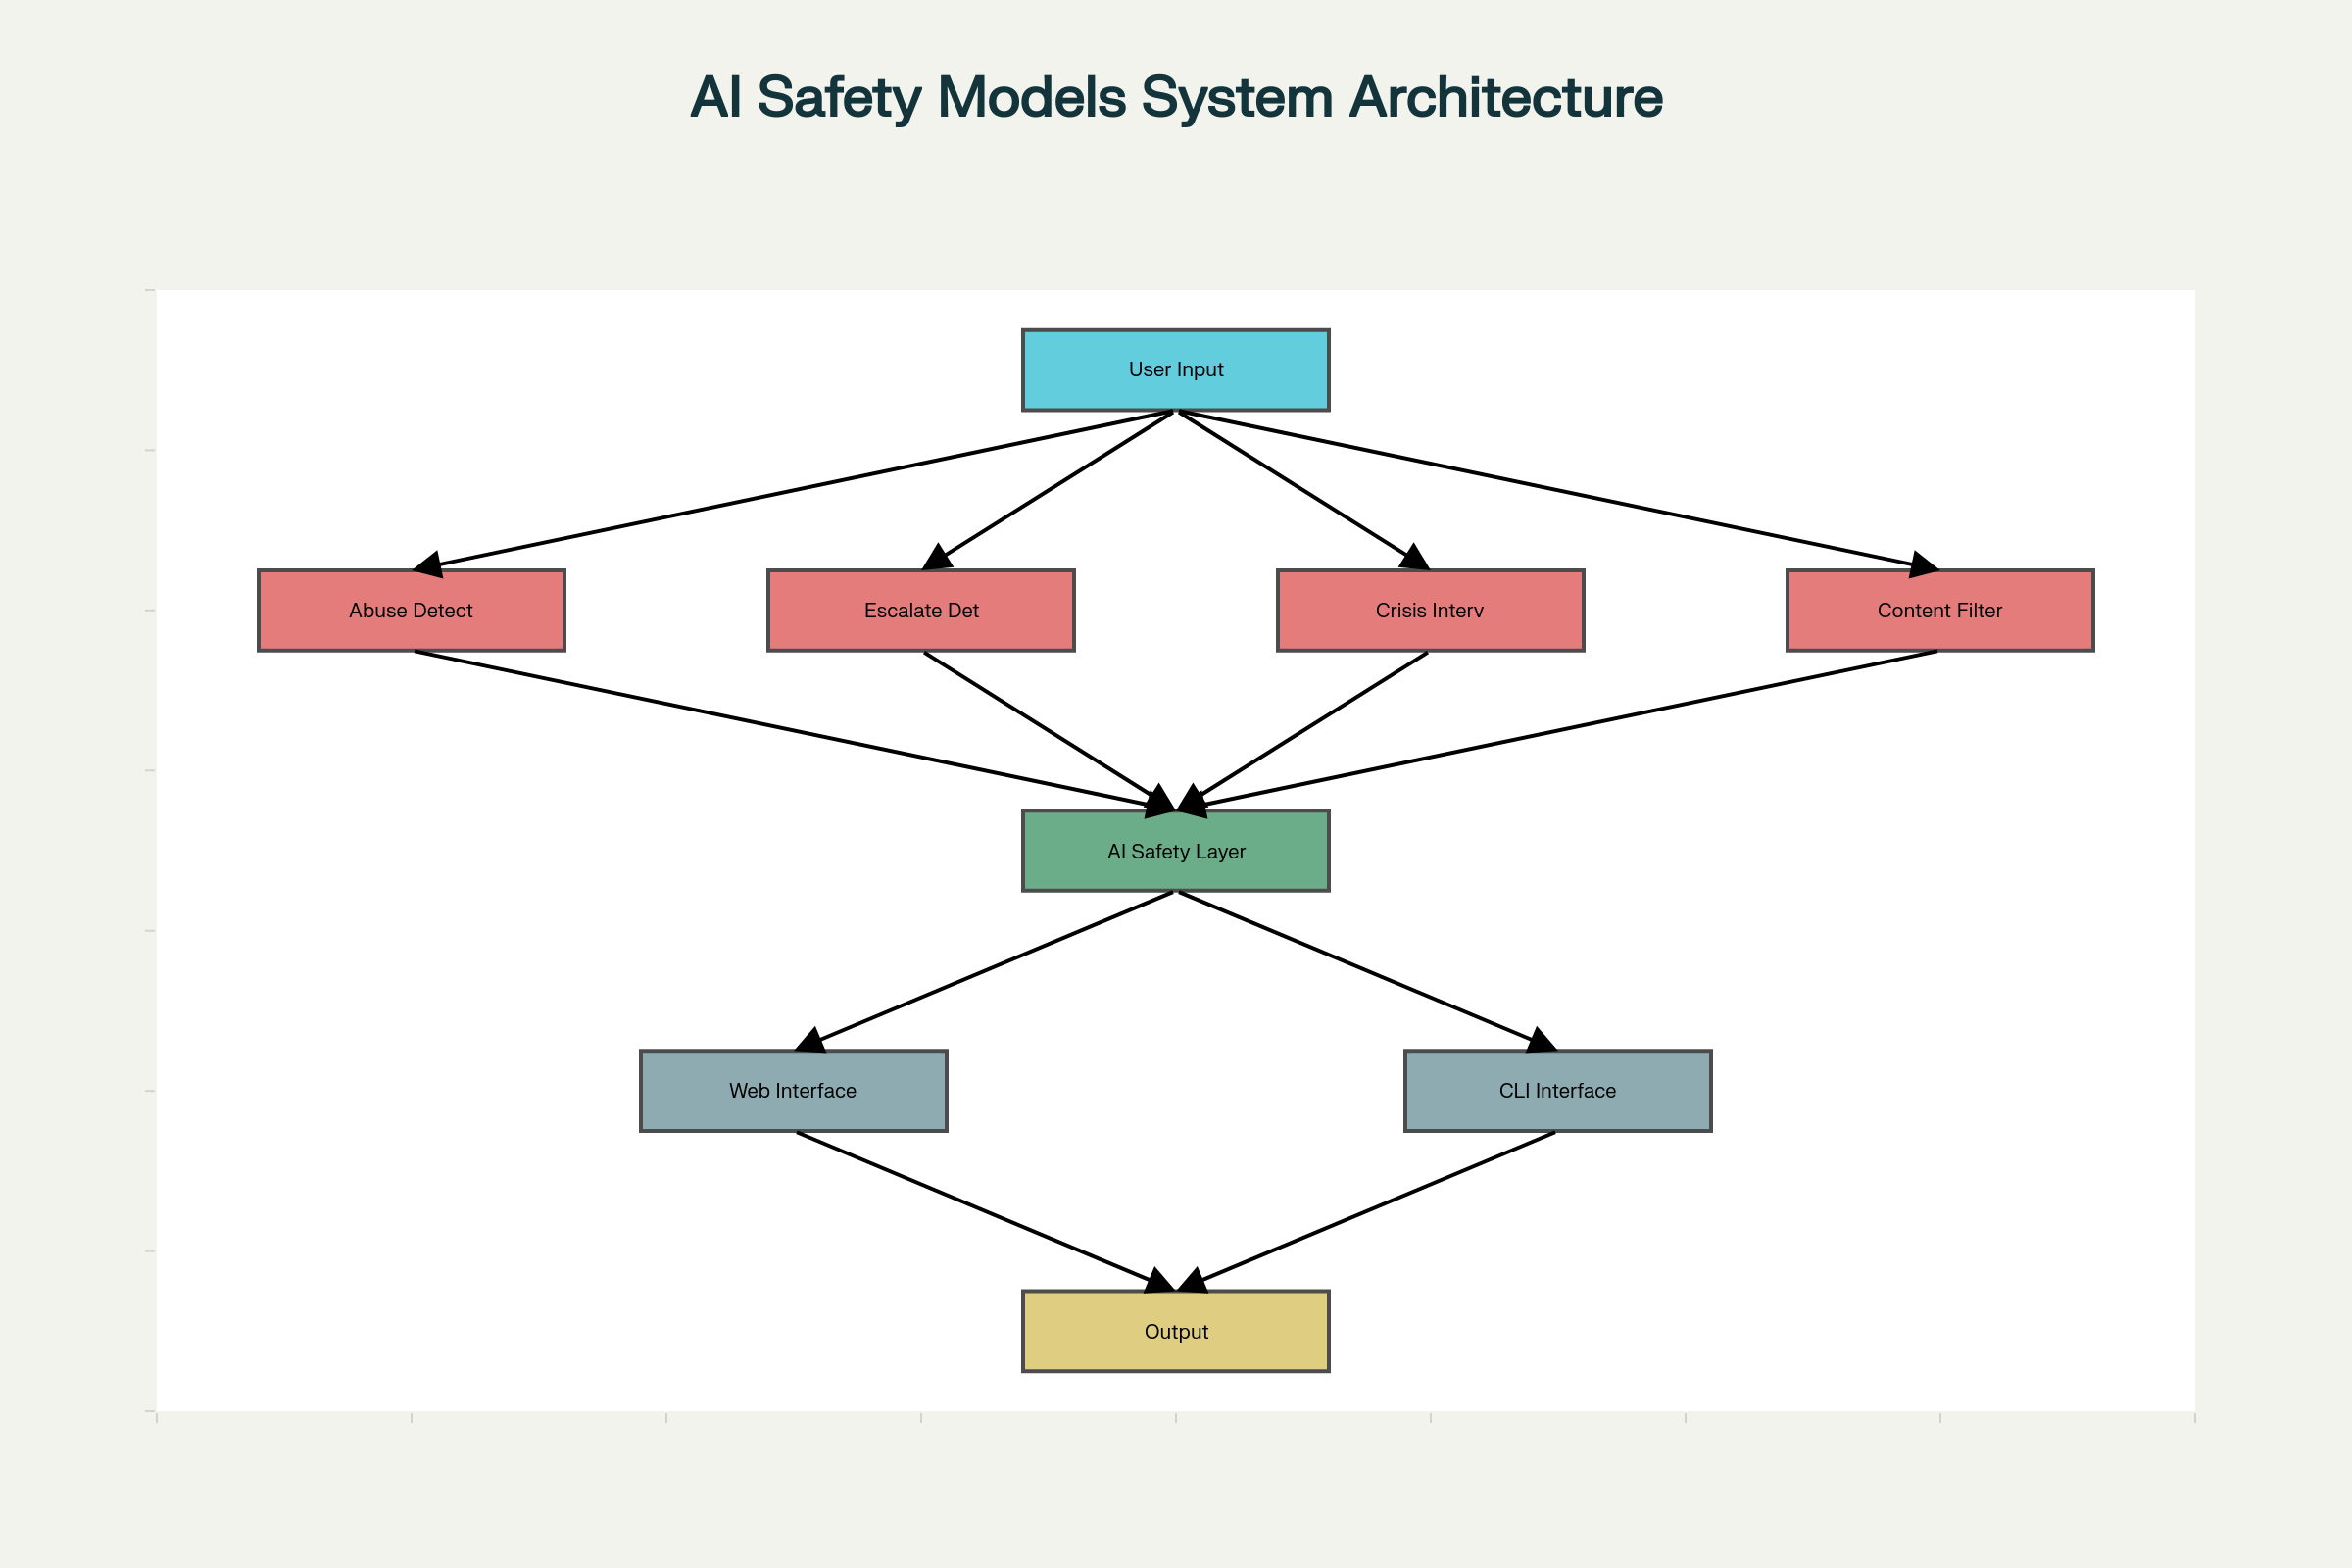 AI Safety Models System Architecture
User Input
Abuse Detect
Escalate Det
Crisis Interv
Content Filter
AI Safety Layer
Web Interface
CLI Interface
Output